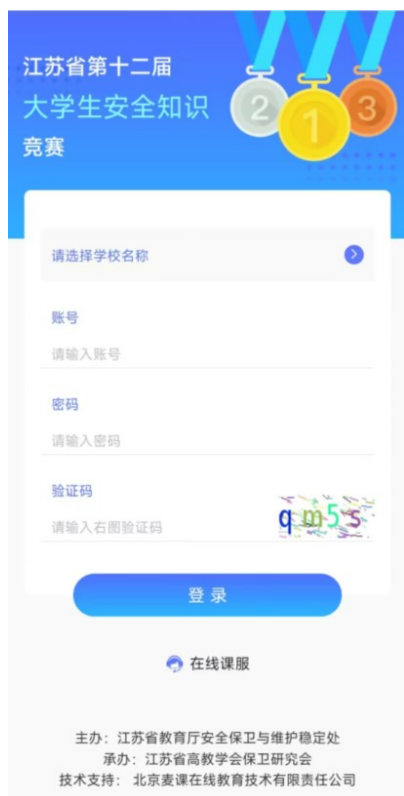 江苏省第十二届
大学生安全知识
竞赛
2
1
3
请选择学校名称
账号
请输入账号
密码
请输入密码
验证码
请输入右图验证码
qm5s
登录
在线课服
主办：江苏省教育厅安全保卫与维护稳定处
承办：江苏省高教学会保卫研究会
技术支持： 北京麦课在线教育技术有限责任公司